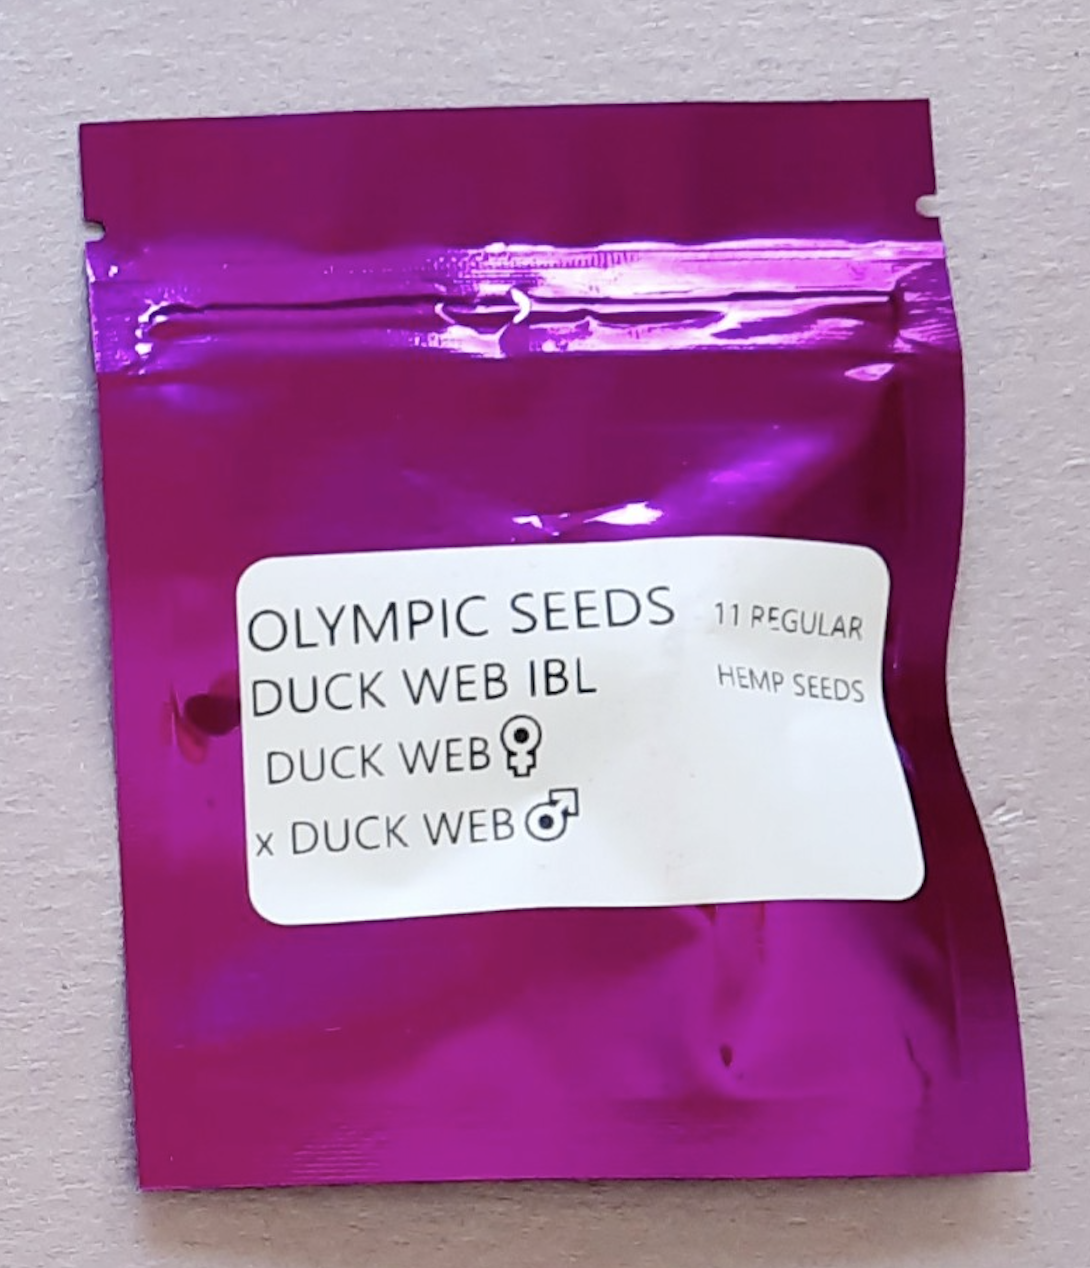 OLYMPIC SEEDS
DUCK WEB IBL
DUCK WEB ♀
x DUCK WEB ♂
11 REGULAR
HEMP SEEDS